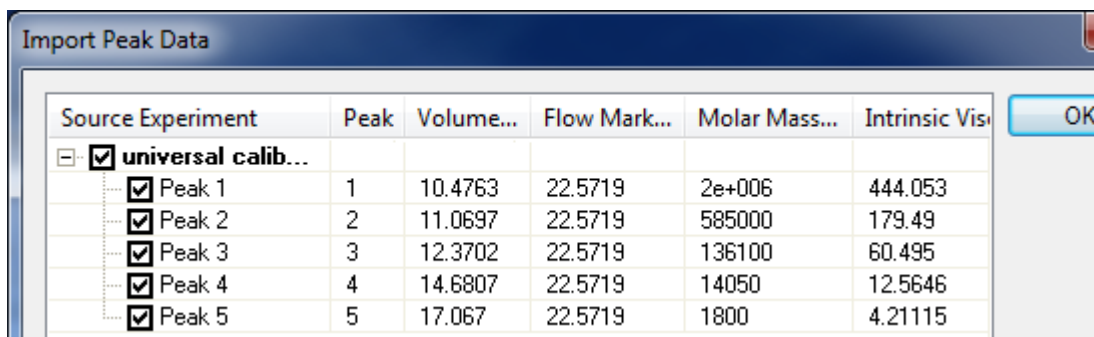 Import Peak Data
Source Experiment Peak Volume... Flow Mark... Molar Mass... Intrinsic Vis
OK
universal calib...
Peak 1 1 10.4763 22.5719 2e+006 444.053
Peak 2 2 11.0697 22.5719 585000 179.49
Peak 3 3 12.3702 22.5719 136100 60.495
Peak 4 4 14.6807 22.5719 14050 12.5646
Peak 5 5 17.067 22.5719 1800 4.21115